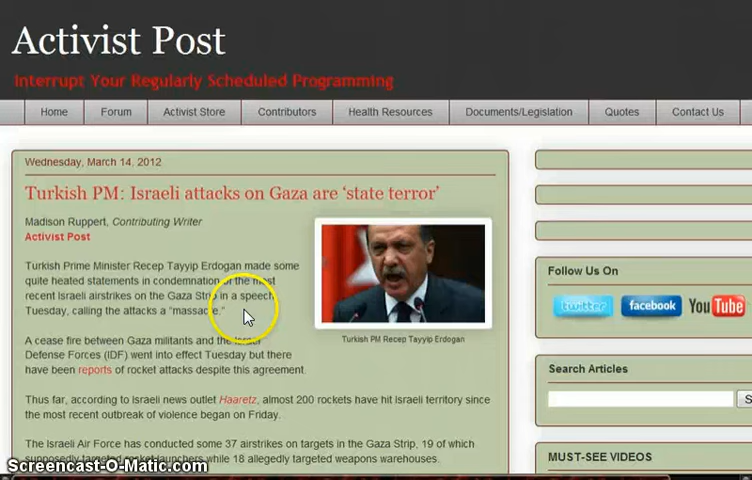 Activist Post
Interrupt Your Regularly Scheduled Programming
Home Forum Activist Store Contributors Health Resources Documents/Legislation Quotes Contact Us
Wednesday, March 14, 2012
Turkish PM: Israeli attacks on Gaza are ‘state terror’
Madison Ruppert, Contributing Writer
Activist Post
Turkish Prime Minister Recep Tayyip Erdogan made some
quite heated statements in condemnation of the most
recent Israeli airstrikes on the Gaza Strip in a speech
Tuesday, calling the attacks a “massacre.”
Turkish PM Recep Tayyip Erdogan
A cease fire between Gaza militants and the Israel
Defense Forces (IDF) went into effect Tuesday but there
have been reports of rocket attacks despite this agreement.
Thus far, according to Israeli news outlet Haaretz, almost 200 rockets have hit Israeli territory since
the most recent outbreak of violence began on Friday.
The Israeli Air Force has conducted some 37 airstrikes on targets in the Gaza Strip, 19 of which
supposedly targeted rocket launchers while 18 allegedly targeted weapons warehouses.
Follow Us On
twitter facebook YouTube
Search Articles
S
MUST-SEE VIDEOS
Screencast-O-Matic.com